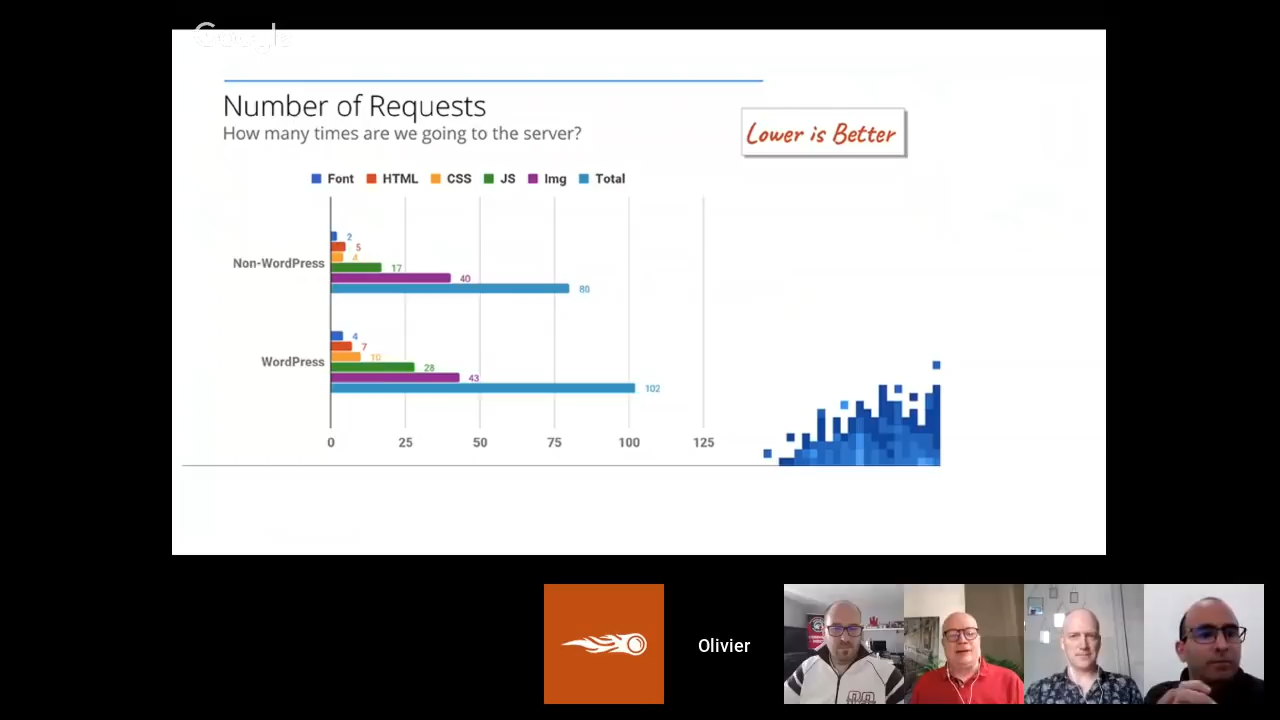 Google
Number of Requests
How many times are we going to the server?
Lower is Better
Font HTML CSS JS Img Total
Non-WordPress
2
5
4
17
40
80
WordPress
4
7
10
28
43
102
0 25 50 75 100 125
Olivier